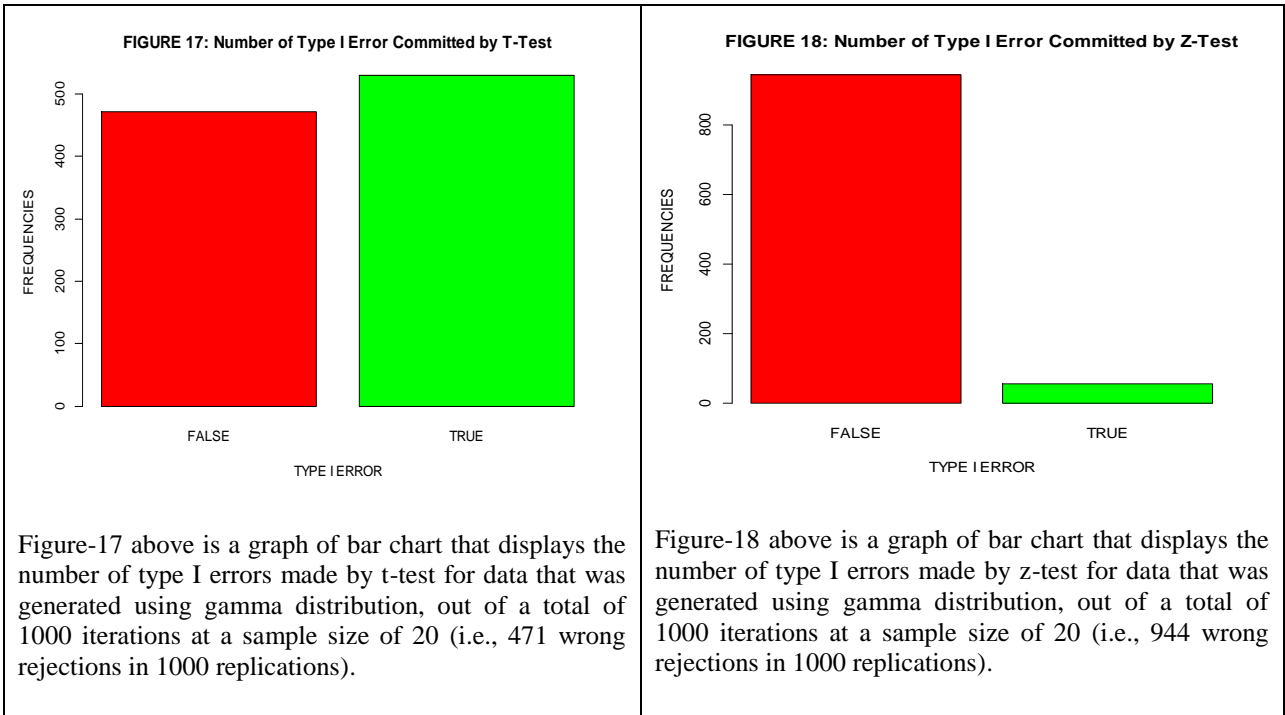 FIGURE 17: Number of Type I Error Committed by T-Test
500
400
300
200
100
0
FREQUENCIES
FALSE
TRUE
TYPE I ERROR
Figure-17 above is a graph of bar chart that displays the
number of type I errors made by t-test for data that was
generated using gamma distribution, out of a total of
1000 iterations at a sample size of 20 (i.e., 471 wrong
rejections in 1000 replications).
FIGURE 18: Number of Type I Error Committed by Z-Test
800
600
400
200
0
FREQUENCIES
FALSE
TRUE
TYPE I ERROR
Figure-18 above is a graph of bar chart that displays the
number of type I errors made by z-test for data that was
generated using gamma distribution, out of a total of
1000 iterations at a sample size of 20 (i.e., 944 wrong
rejections in 1000 replications).